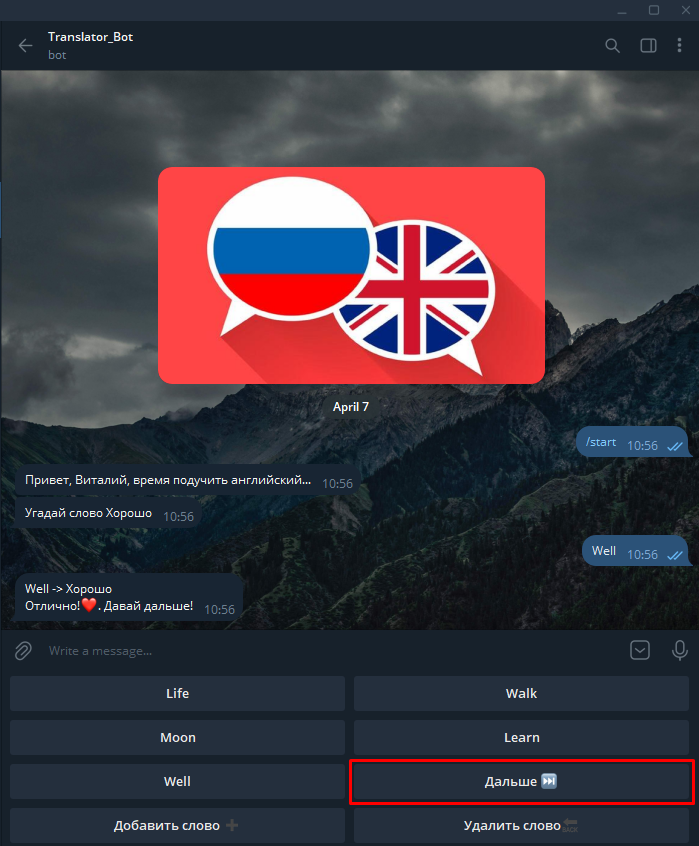 Translator_Bot
bot
April 7
/start 10:56
Привет, Виталий, время подучить английский... 10:56
Угадай слово Хорошо 10:56
Well 10:56
Well -> Хорошо
Отлично!❤️. Давай дальше! 10:56
Write a message...
Life
Walk
Moon
Learn
Well
Дальше ⏭️
Добавить слово ➕
Удалить слово🔙